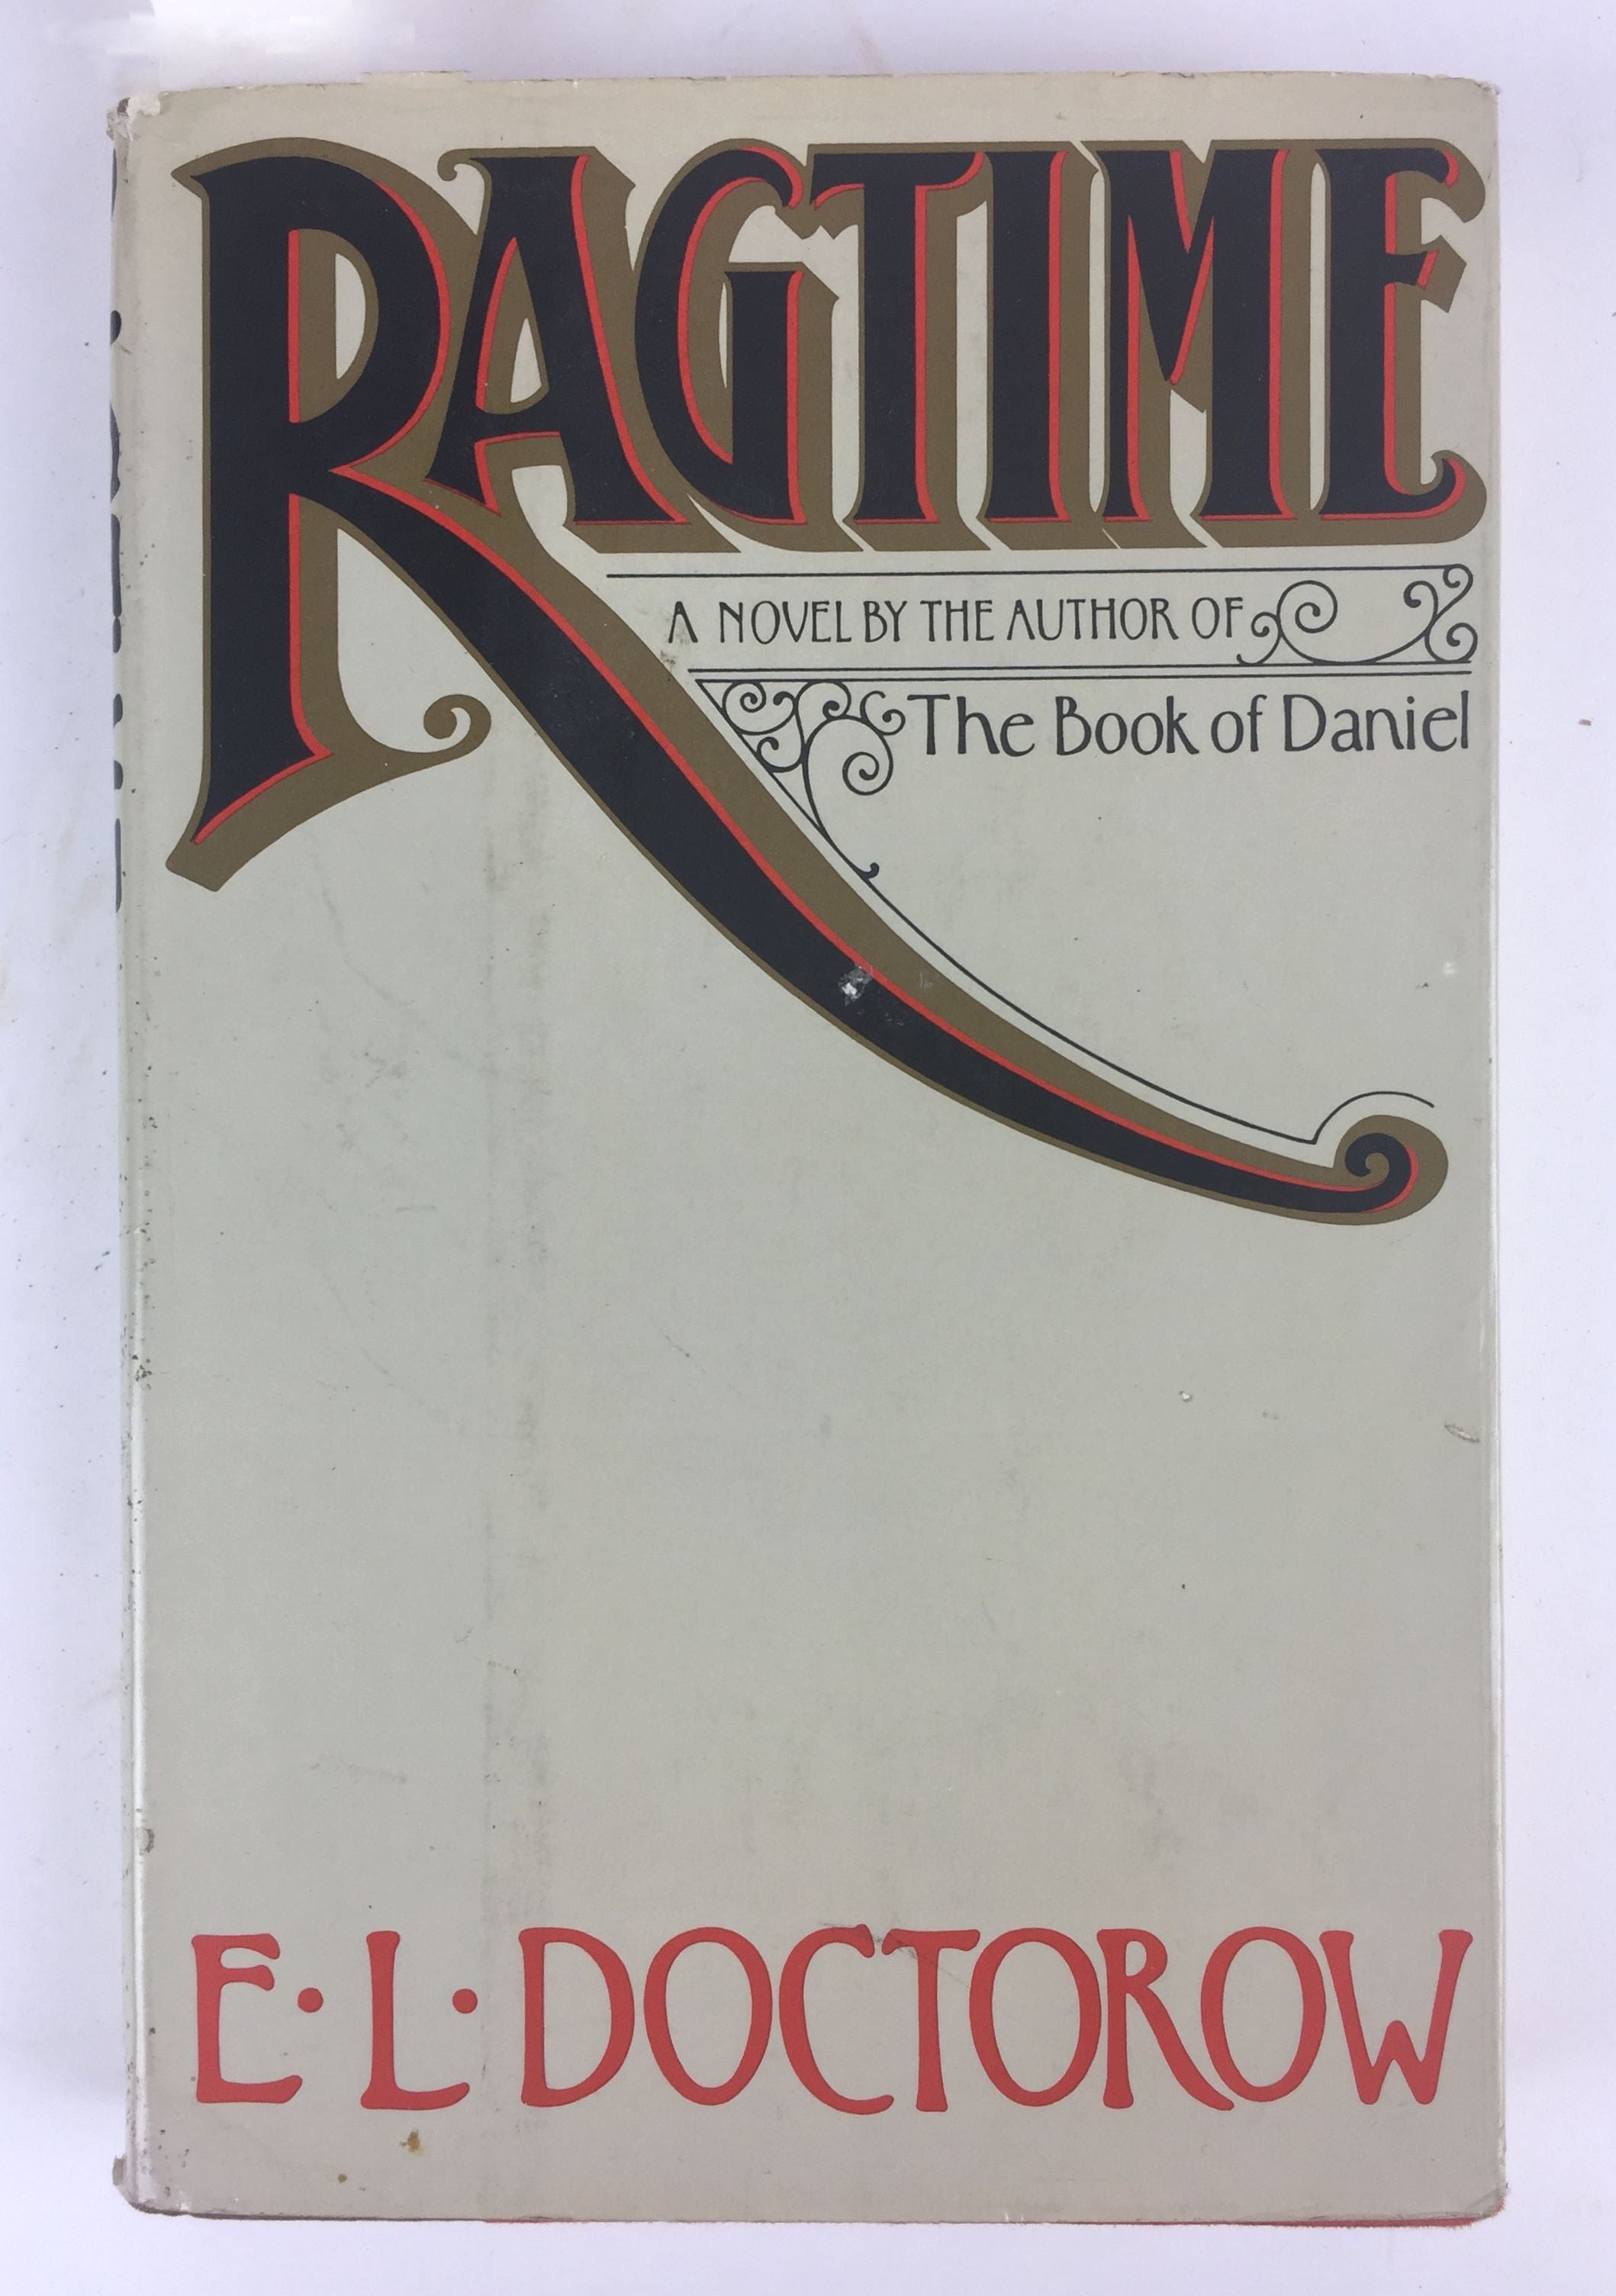 RAGTIME
A NOVEL BY THE AUTHOR OF
The Book of Daniel
E·L·DOCTOROW